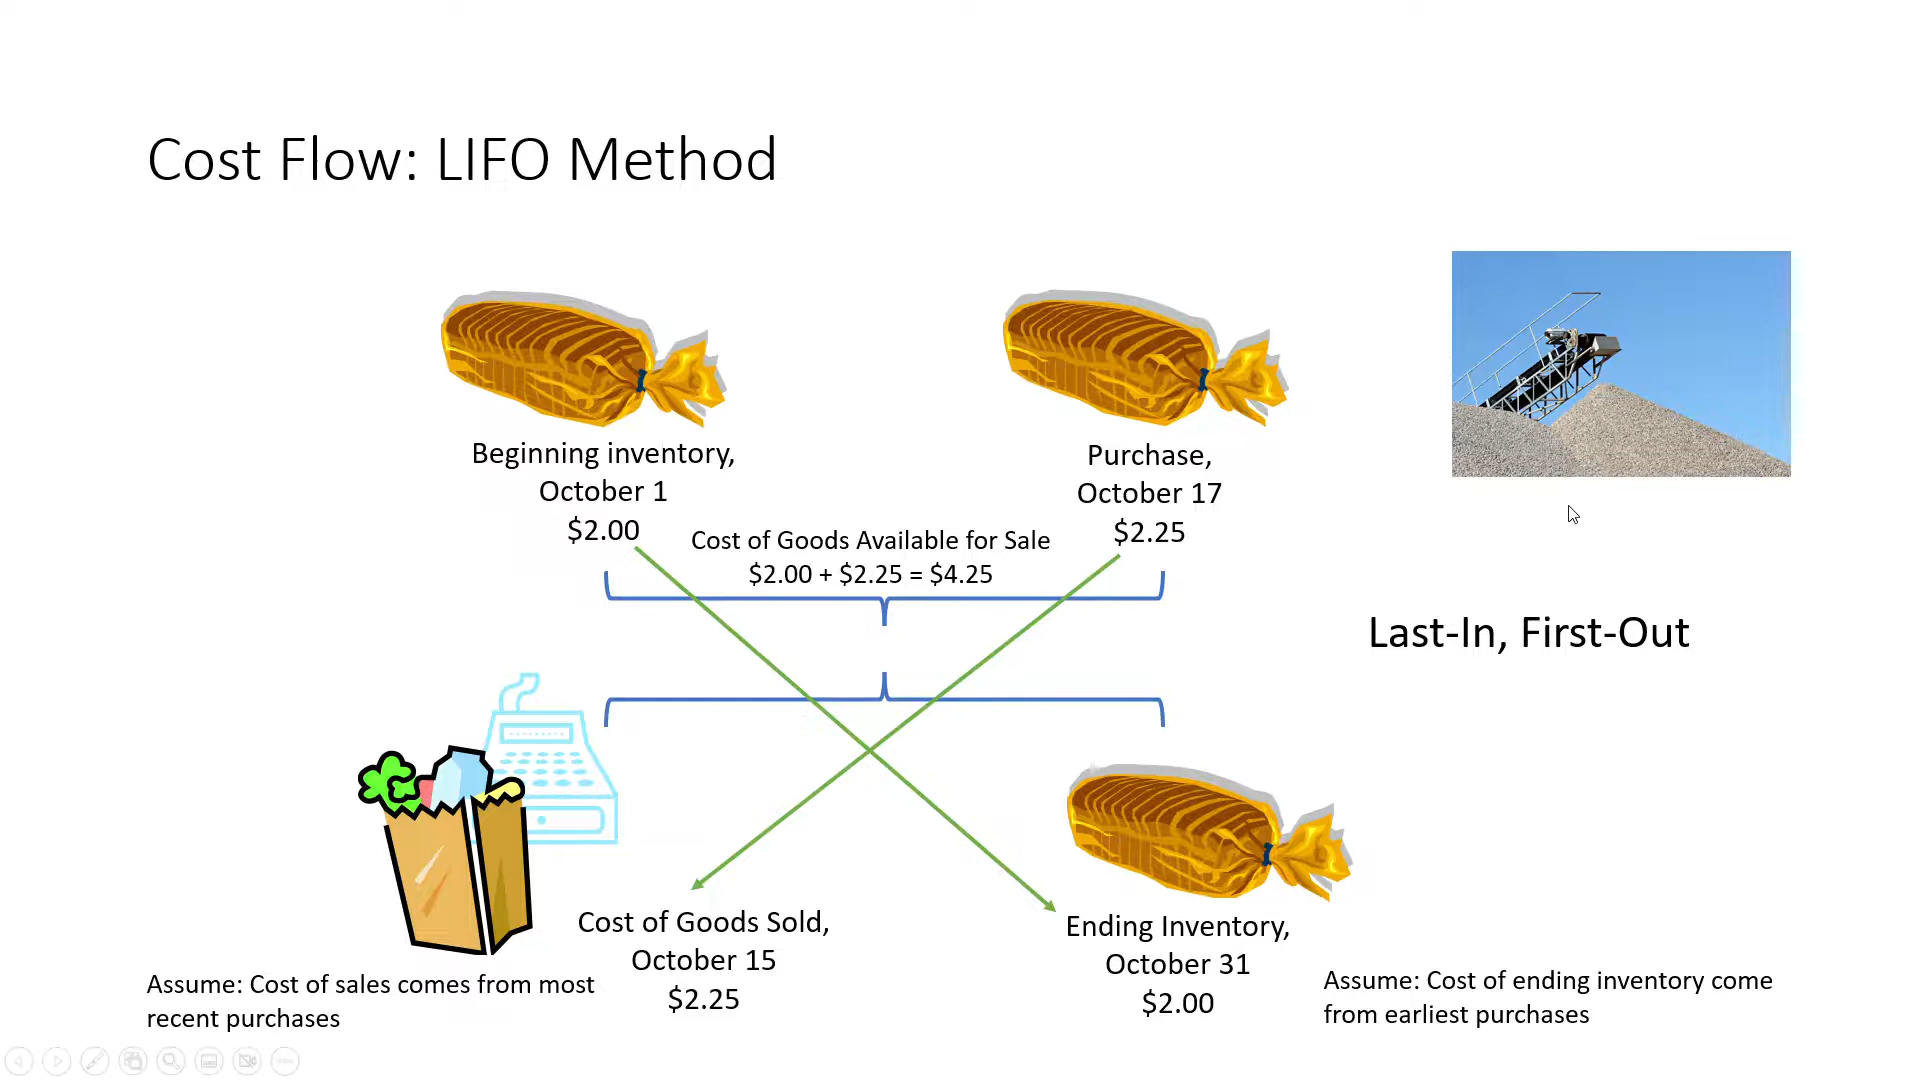 Cost Flow: LIFO Method
Beginning inventory,
October 1
$2.00
Purchase,
October 17
$2.25
Cost of Goods Available for Sale
$2.00 + $2.25 = $4.25
Last-In, First-Out
Cost of Goods Sold,
October 15
$2.25
Ending Inventory,
October 31
$2.00
Assume: Cost of sales comes from most
recent purchases
Assume: Cost of ending inventory come
from earliest purchases